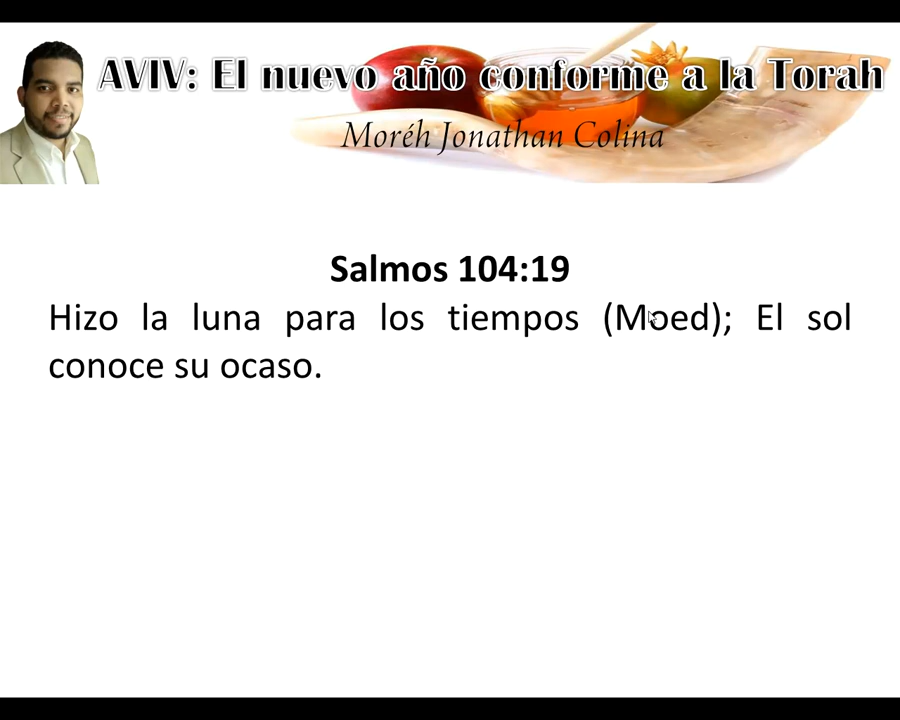 AVIV: El nuevo año conforme a la Torah
Moréh Jonathan Colina
Salmos 104:19
Hizo la luna para los tiempos (Moed); El sol
conoce su ocaso.